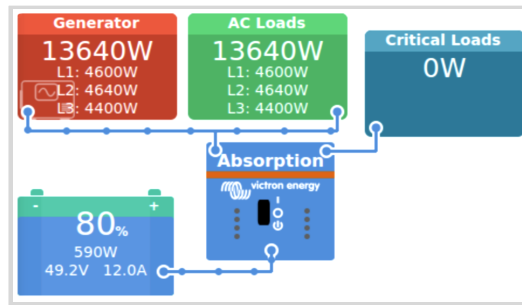 Generator
13640W
L1: 4600W
L2: 4640W
L3: 4400W
AC Loads
13640W
L1: 4600W
L2: 4640W
L3: 4400W
Critical Loads
0W
Absorption
victron energy
I
- +
80%
590W
49.2V 12.0A